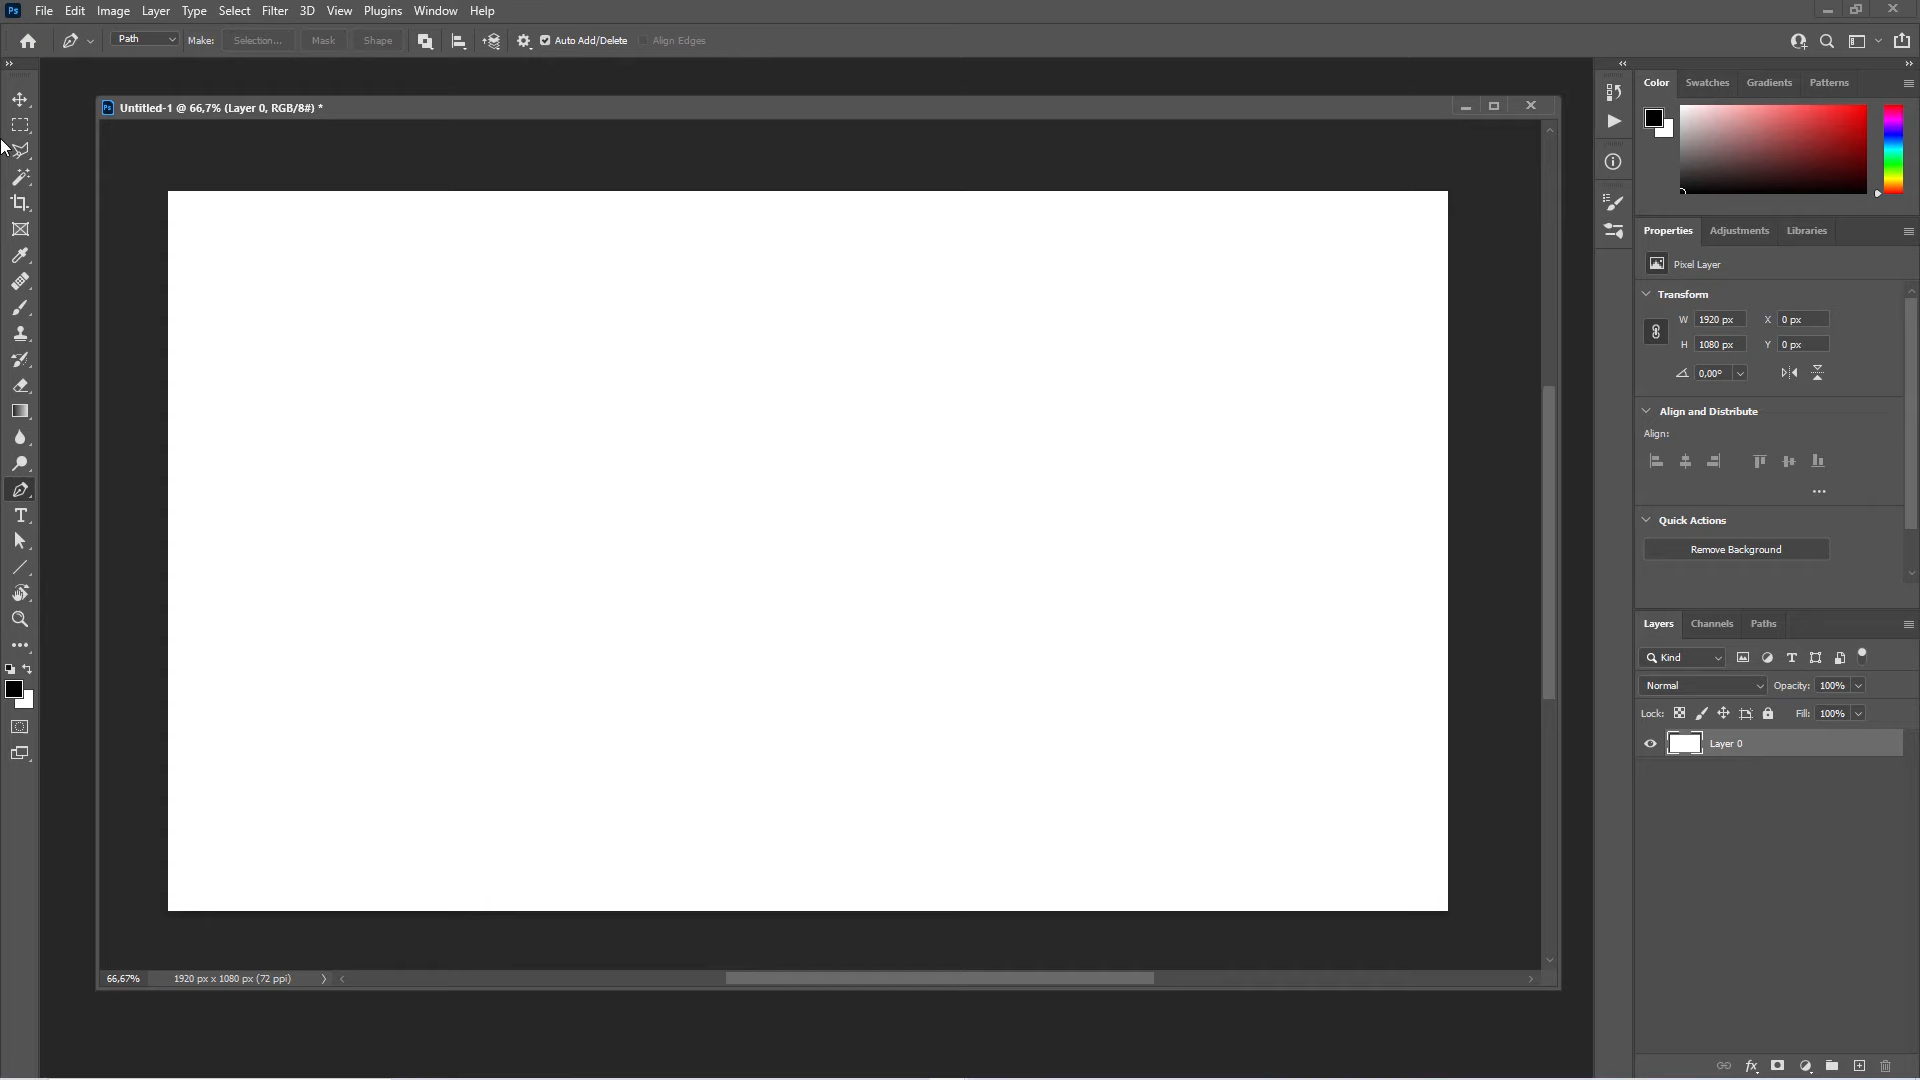 Ps File Edit Image Layer Type Select Filter 3D View Plugins Window Help
Path Make: Selection... Mask Shape Auto Add/Delete Align Edges
Ps Untitled-1 @ 66,7% (Layer 0, RGB/8#) *
Color Swatches Gradients Patterns
Properties Adjustments Libraries
Pixel Layer
Transform
W 1920 px X 0 px
H 1080 px Y 0 px
0,00°
Align and Distribute
Align:
Quick Actions
Remove Background
Layers Channels Paths
Kind
Normal Opacity: 100%
Lock: Fill: 100%
Layer 0
fx
66,67% 1920 px x 1080 px (72 ppi)